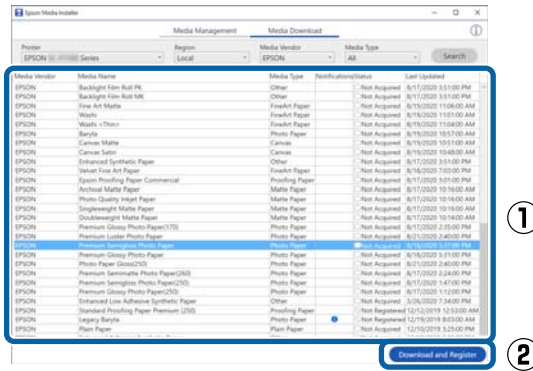 Epson Media Installer
Media Management Media Download
Printer Region Media Vendor Media Type
EPSON Series Local EPSON All Search
Media Vendor Media Name Media Type Notifications Status Last Updated
EPSON Backlight Film Roll PK Other Not Acquired 8/17/2020 3:51:00 PM
EPSON Backlight Film Roll MK Other Not Acquired 8/17/2020 3:51:00 PM
EPSON Fine Art Matte FineArt Paper Not Acquired 8/19/2020 11:06:00 AM
EPSON Washi FineArt Paper Not Acquired 8/19/2020 11:01:00 AM
EPSON Washi <Thin> FineArt Paper Not Acquired 8/19/2020 11:04:00 AM
EPSON Baryta Photo Paper Not Acquired 8/19/2020 10:57:00 AM
EPSON Canvas Matte Canvas Not Acquired 8/19/2020 10:51:00 AM
EPSON Canvas Satin Canvas Not Acquired 8/19/2020 10:48:00 AM
EPSON Enhanced Synthetic Paper Other Not Acquired 8/17/2020 3:51:00 PM
EPSON Velvet Fine Art Paper FineArt Paper Not Acquired 8/18/2020 7:03:00 PM
EPSON Epson Proofing Paper Commercial Proofing Paper Not Acquired 8/17/2020 3:01:00 PM
EPSON Archival Matte Paper Matte Paper Not Acquired 8/17/2020 10:16:00 AM
EPSON Photo Quality Inkjet Paper Matte Paper Not Acquired 8/17/2020 10:16:00 AM
EPSON Singleweight Matte Paper Matte Paper Not Acquired 8/17/2020 10:16:00 AM
EPSON Doubleweight Matte Paper Matte Paper Not Acquired 8/17/2020 10:14:00 AM
EPSON Premium Glossy Photo Paper(170) Photo Paper Not Acquired 8/17/2020 2:35:00 PM
EPSON Premium Luster Photo Paper Photo Paper Not Acquired 8/21/2020 2:40:00 PM
EPSON Premium Semigloss Photo Paper Photo Paper Not Acquired
EPSON Premium Glossy Photo Paper Photo Paper Not Acquired 8/18/2020 5:31:00 PM
EPSON Photo Paper Gloss(250) Photo Paper Not Acquired 8/21/2020 2:40:00 PM
EPSON Premium Semimatte Photo Paper(260) Photo Paper Not Acquired 8/17/2020 2:24:00 PM
EPSON Premium Semigloss Photo Paper(250) Photo Paper Not Acquired 8/17/2020 1:47:00 PM
EPSON Premium Glossy Photo Paper(250) Photo Paper Not Acquired 8/17/2020 1:12:00 PM
EPSON Enhanced Low Adhesive Synthetic Paper Other Not Acquired 3/26/2020 7:34:00 PM
EPSON Standard Proofing Paper Premium (250) Proofing Paper Not Registered 12/12/2019 12:53:00 AM
EPSON Legacy Baryta Photo Paper Not Registered 12/19/2019 8:03:00 AM
EPSON Plain Paper Plain Paper Not Acquired 12/10/2019 3:25:00 PM
①
Download and Register ②